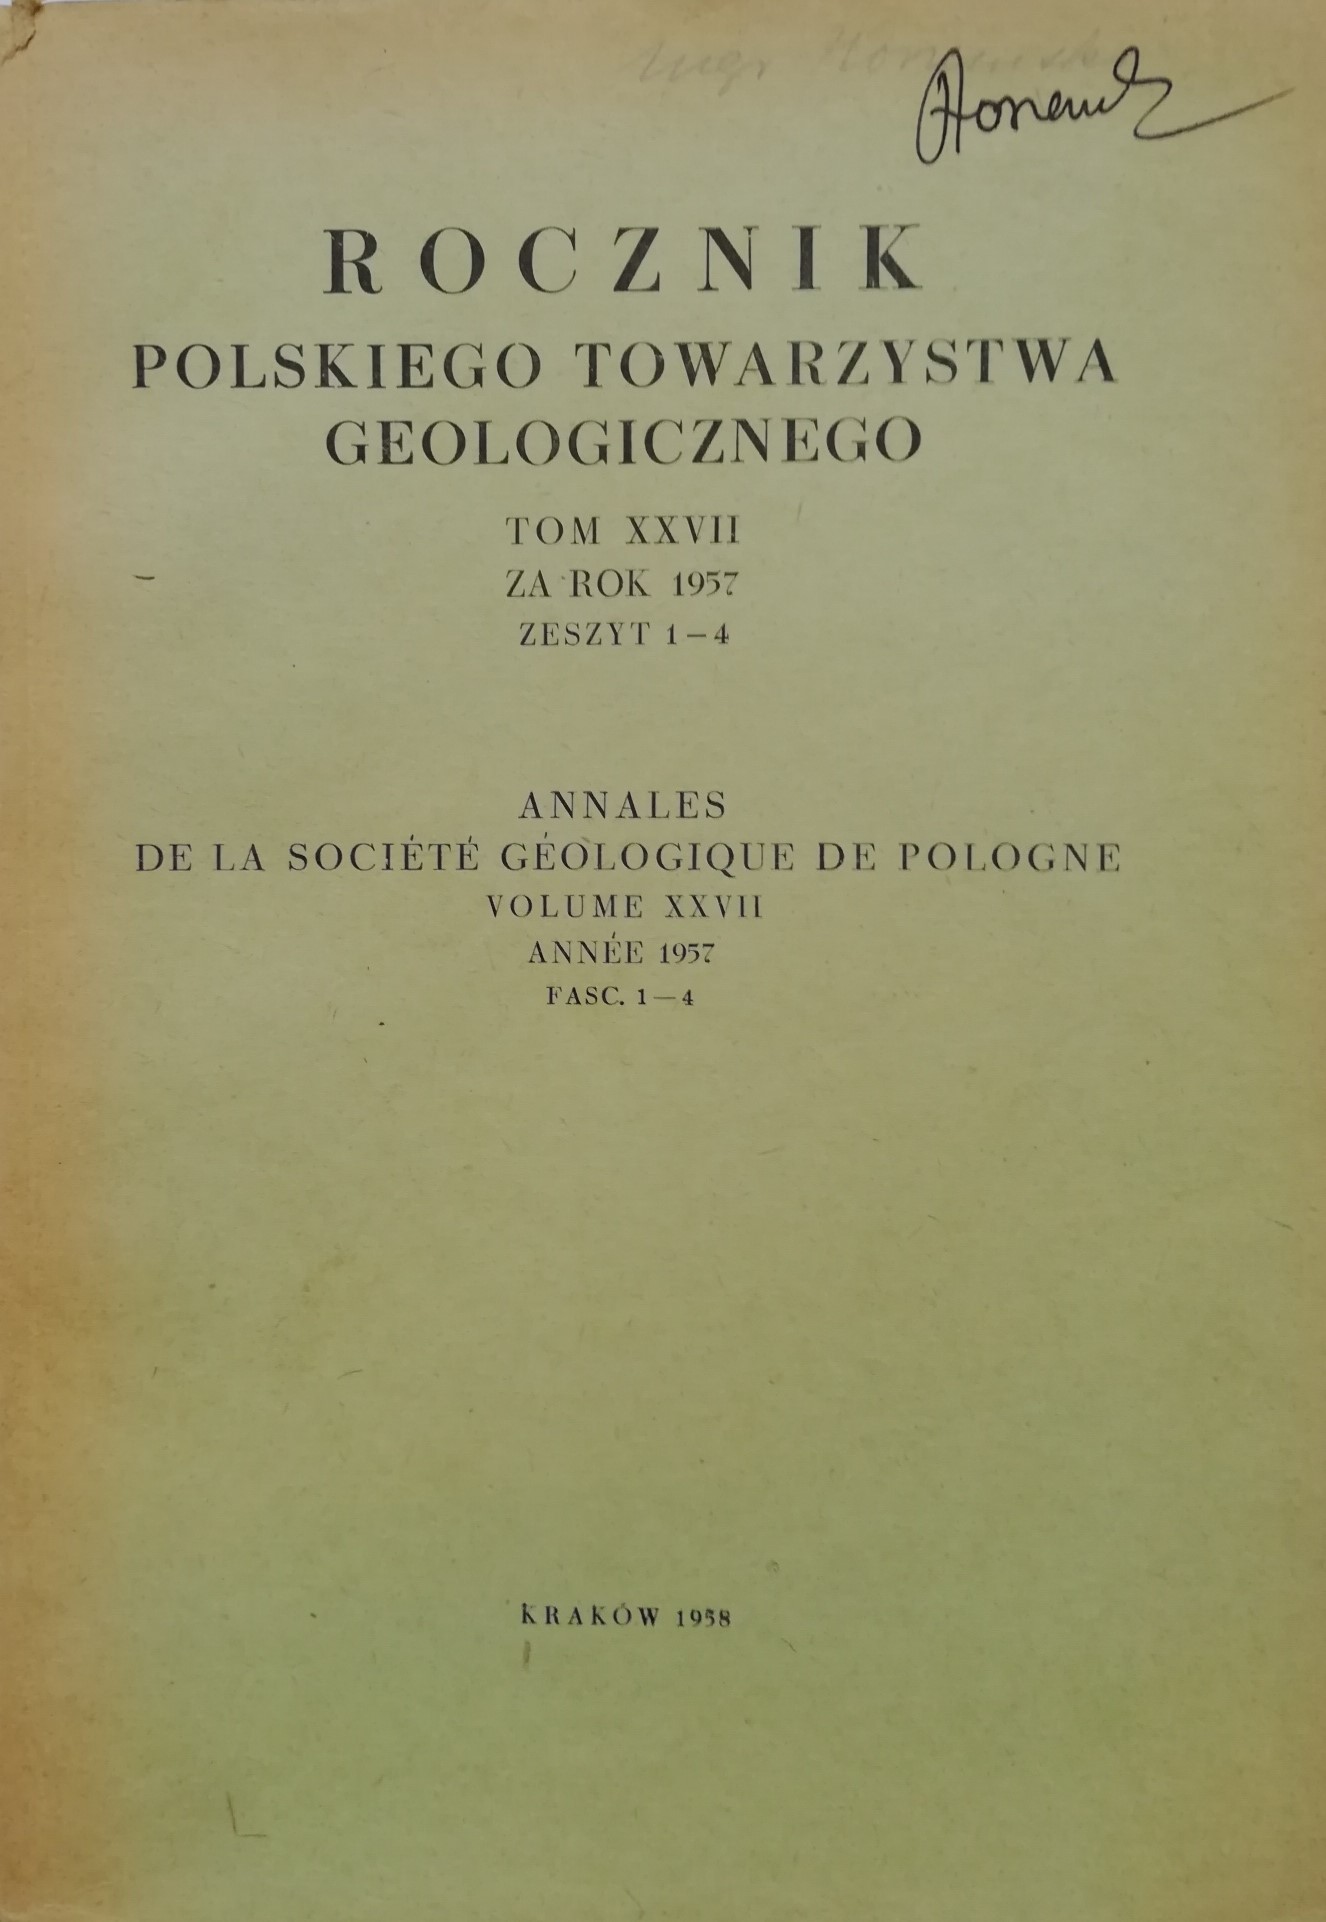 ROCZNIK
POLSKIEGO TOWARZYSTWA
GEOLOGICZNEGO
TOM XXVII
ZA ROK 1957
ZESZYT 1–4
ANNALES
DE LA SOCIÉTÉ GÉOLOGIQUE DE POLOGNE
VOLUME XXVII
ANNÉE 1957
FASC. 1—4
KRAKÓW 1958